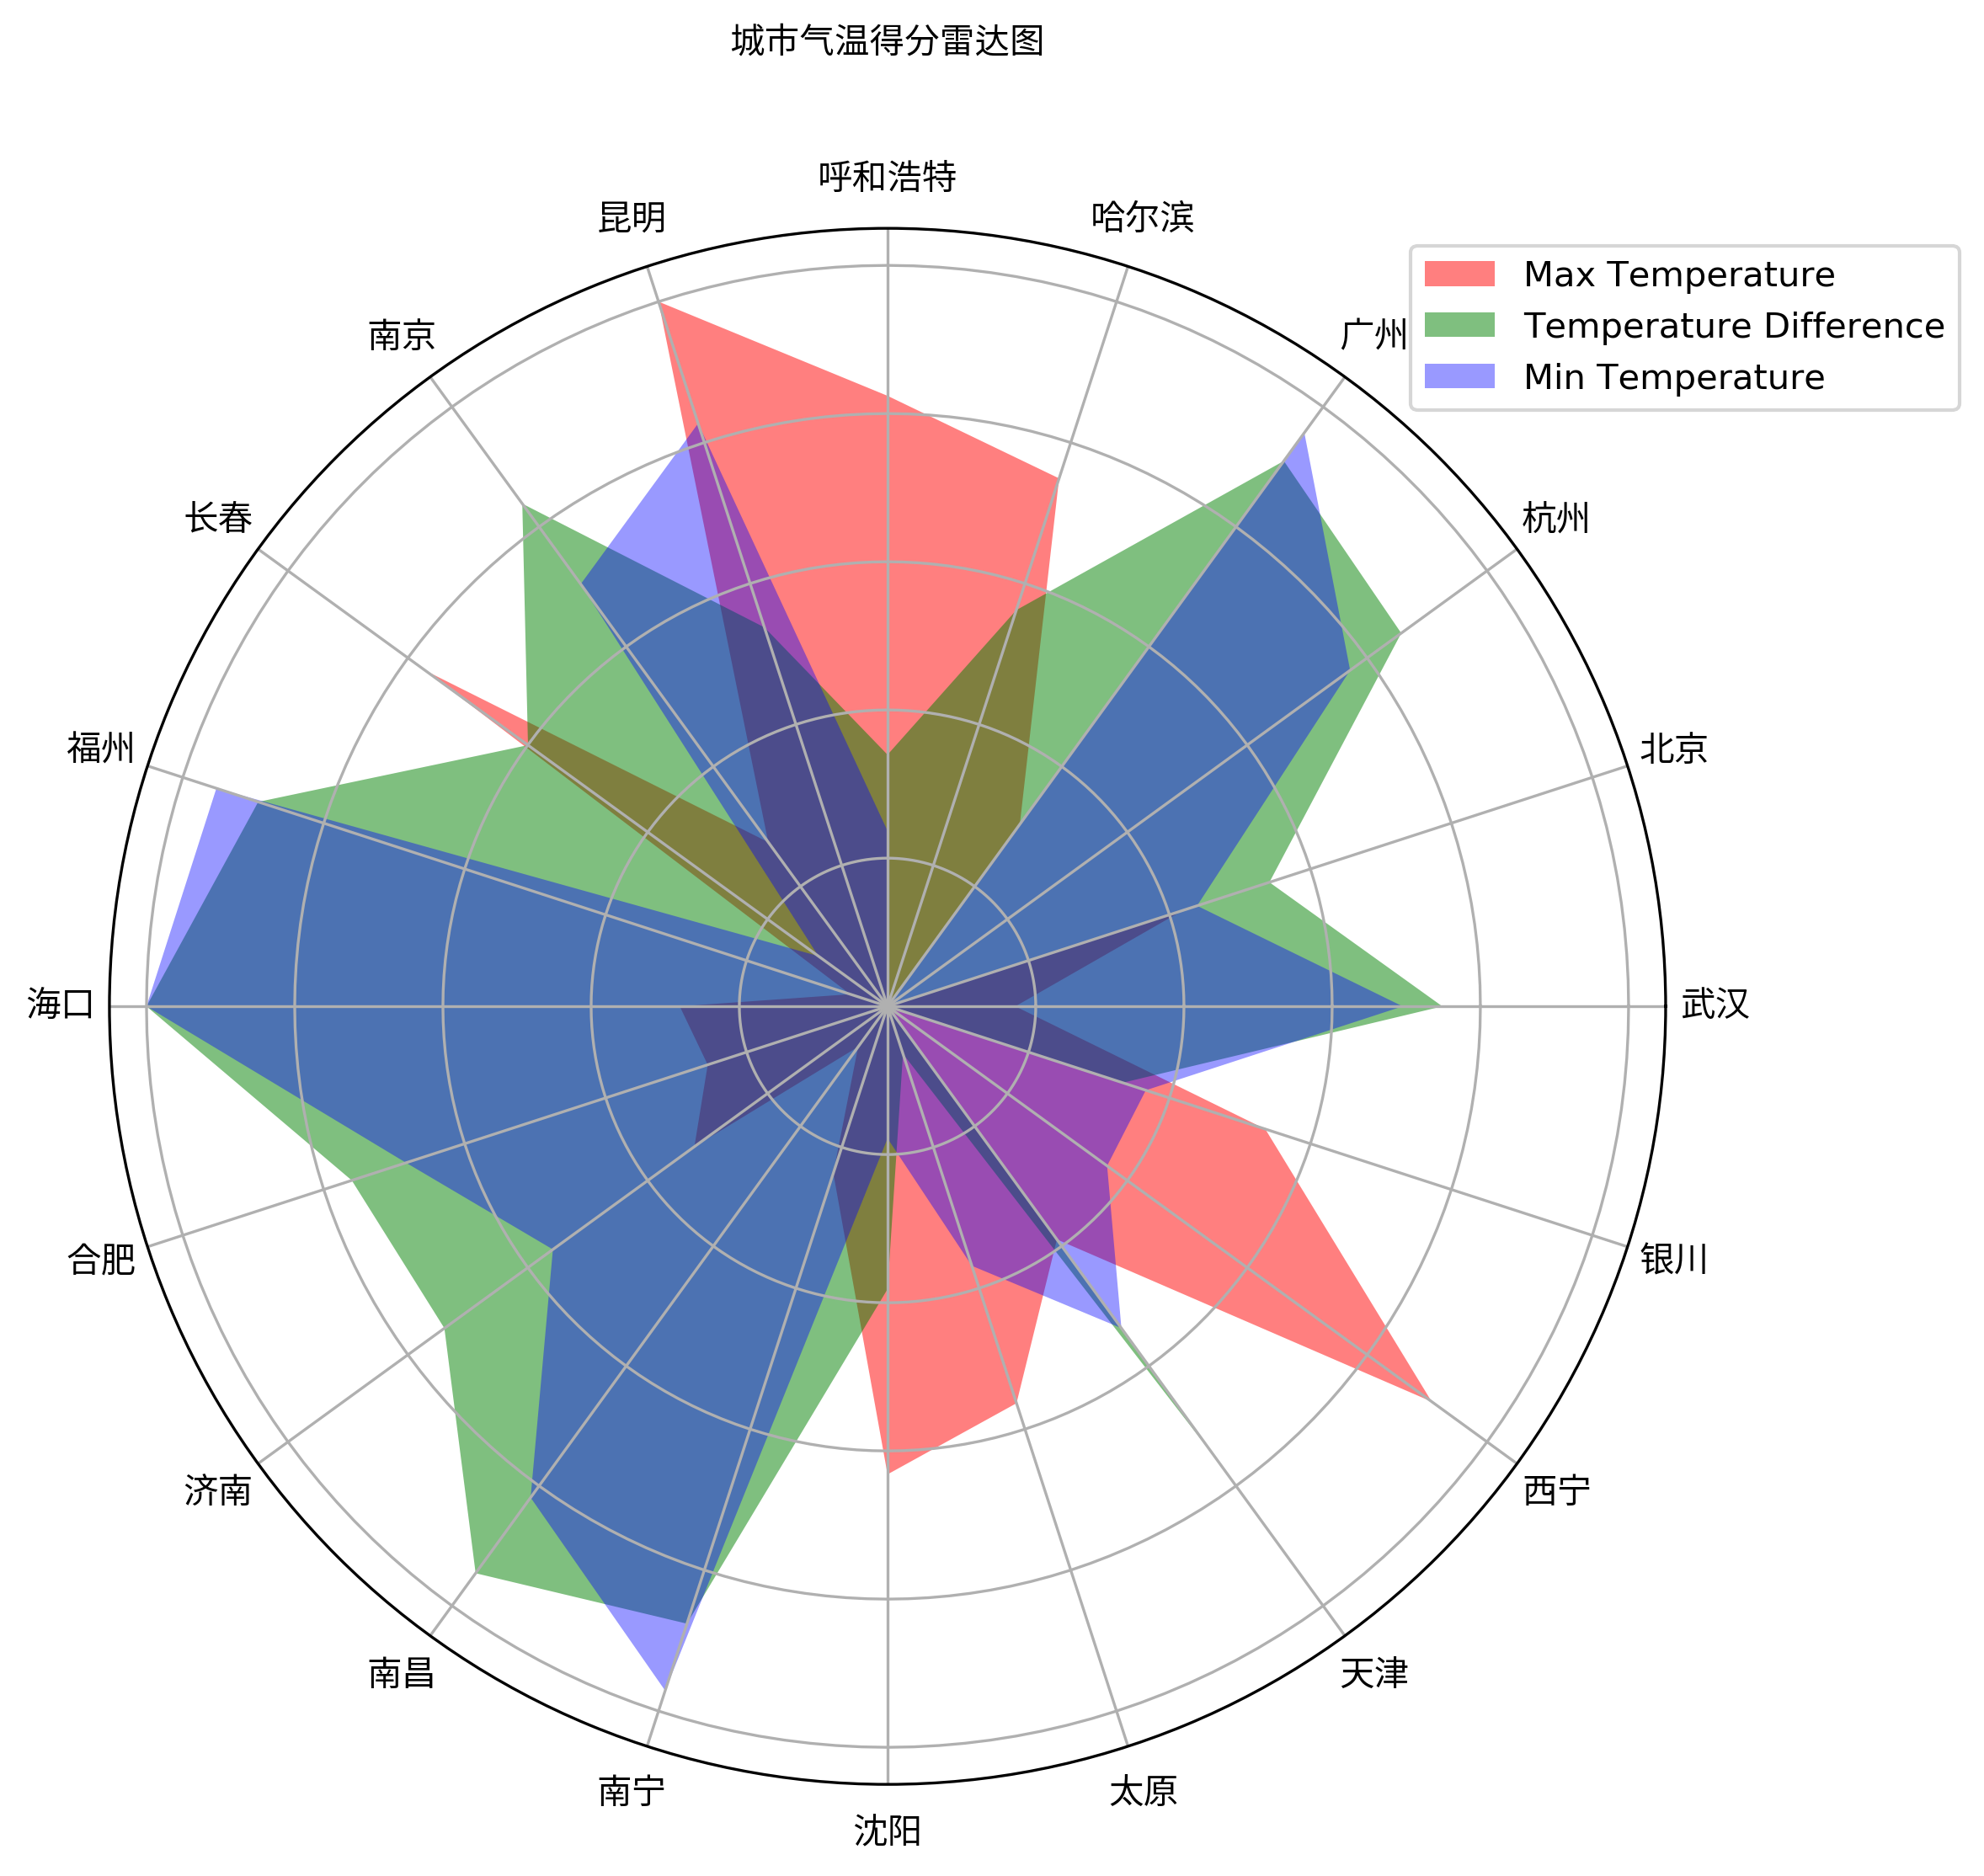 城市气温得分雷达图
呼和浩特
昆明
哈尔滨
南京
广州
Max Temperature
Temperature Difference
Min Temperature
长春
杭州
福州
北京
海口
武汉
合肥
银川
济南
西宁
南昌
天津
南宁
太原
沈阳